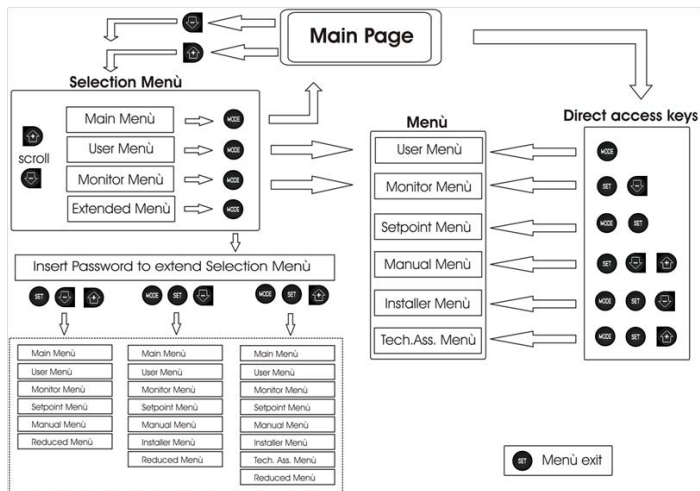 Main Page
Selection Menù
Main Menù MODE
User Menù MODE
scroll
Monitor Menù MODE
Extended Menù MODE
Insert Password to extend Selection Menù
SET - +
MODE SET -
MODE SET +
Main Menù
User Menù
Monitor Menù
Setpoint Menù
Manual Menù
Reduced Menù
Main Menù
User Menù
Monitor Menù
Setpoint Menù
Manual Menù
Installer Menù
Reduced Menù
Main Menù
User Menù
Monitor Menù
Setpoint Menù
Manual Menù
Installer Menù
Tech. Ass. Menù
Reduced Menù
Menù
User Menù
Monitor Menù
Setpoint Menù
Manual Menù
Installer Menù
Tech.Ass. Menù
Direct access keys
MODE
SET -
MODE SET
SET - +
MODE SET -
MODE SET +
SET Menù exit